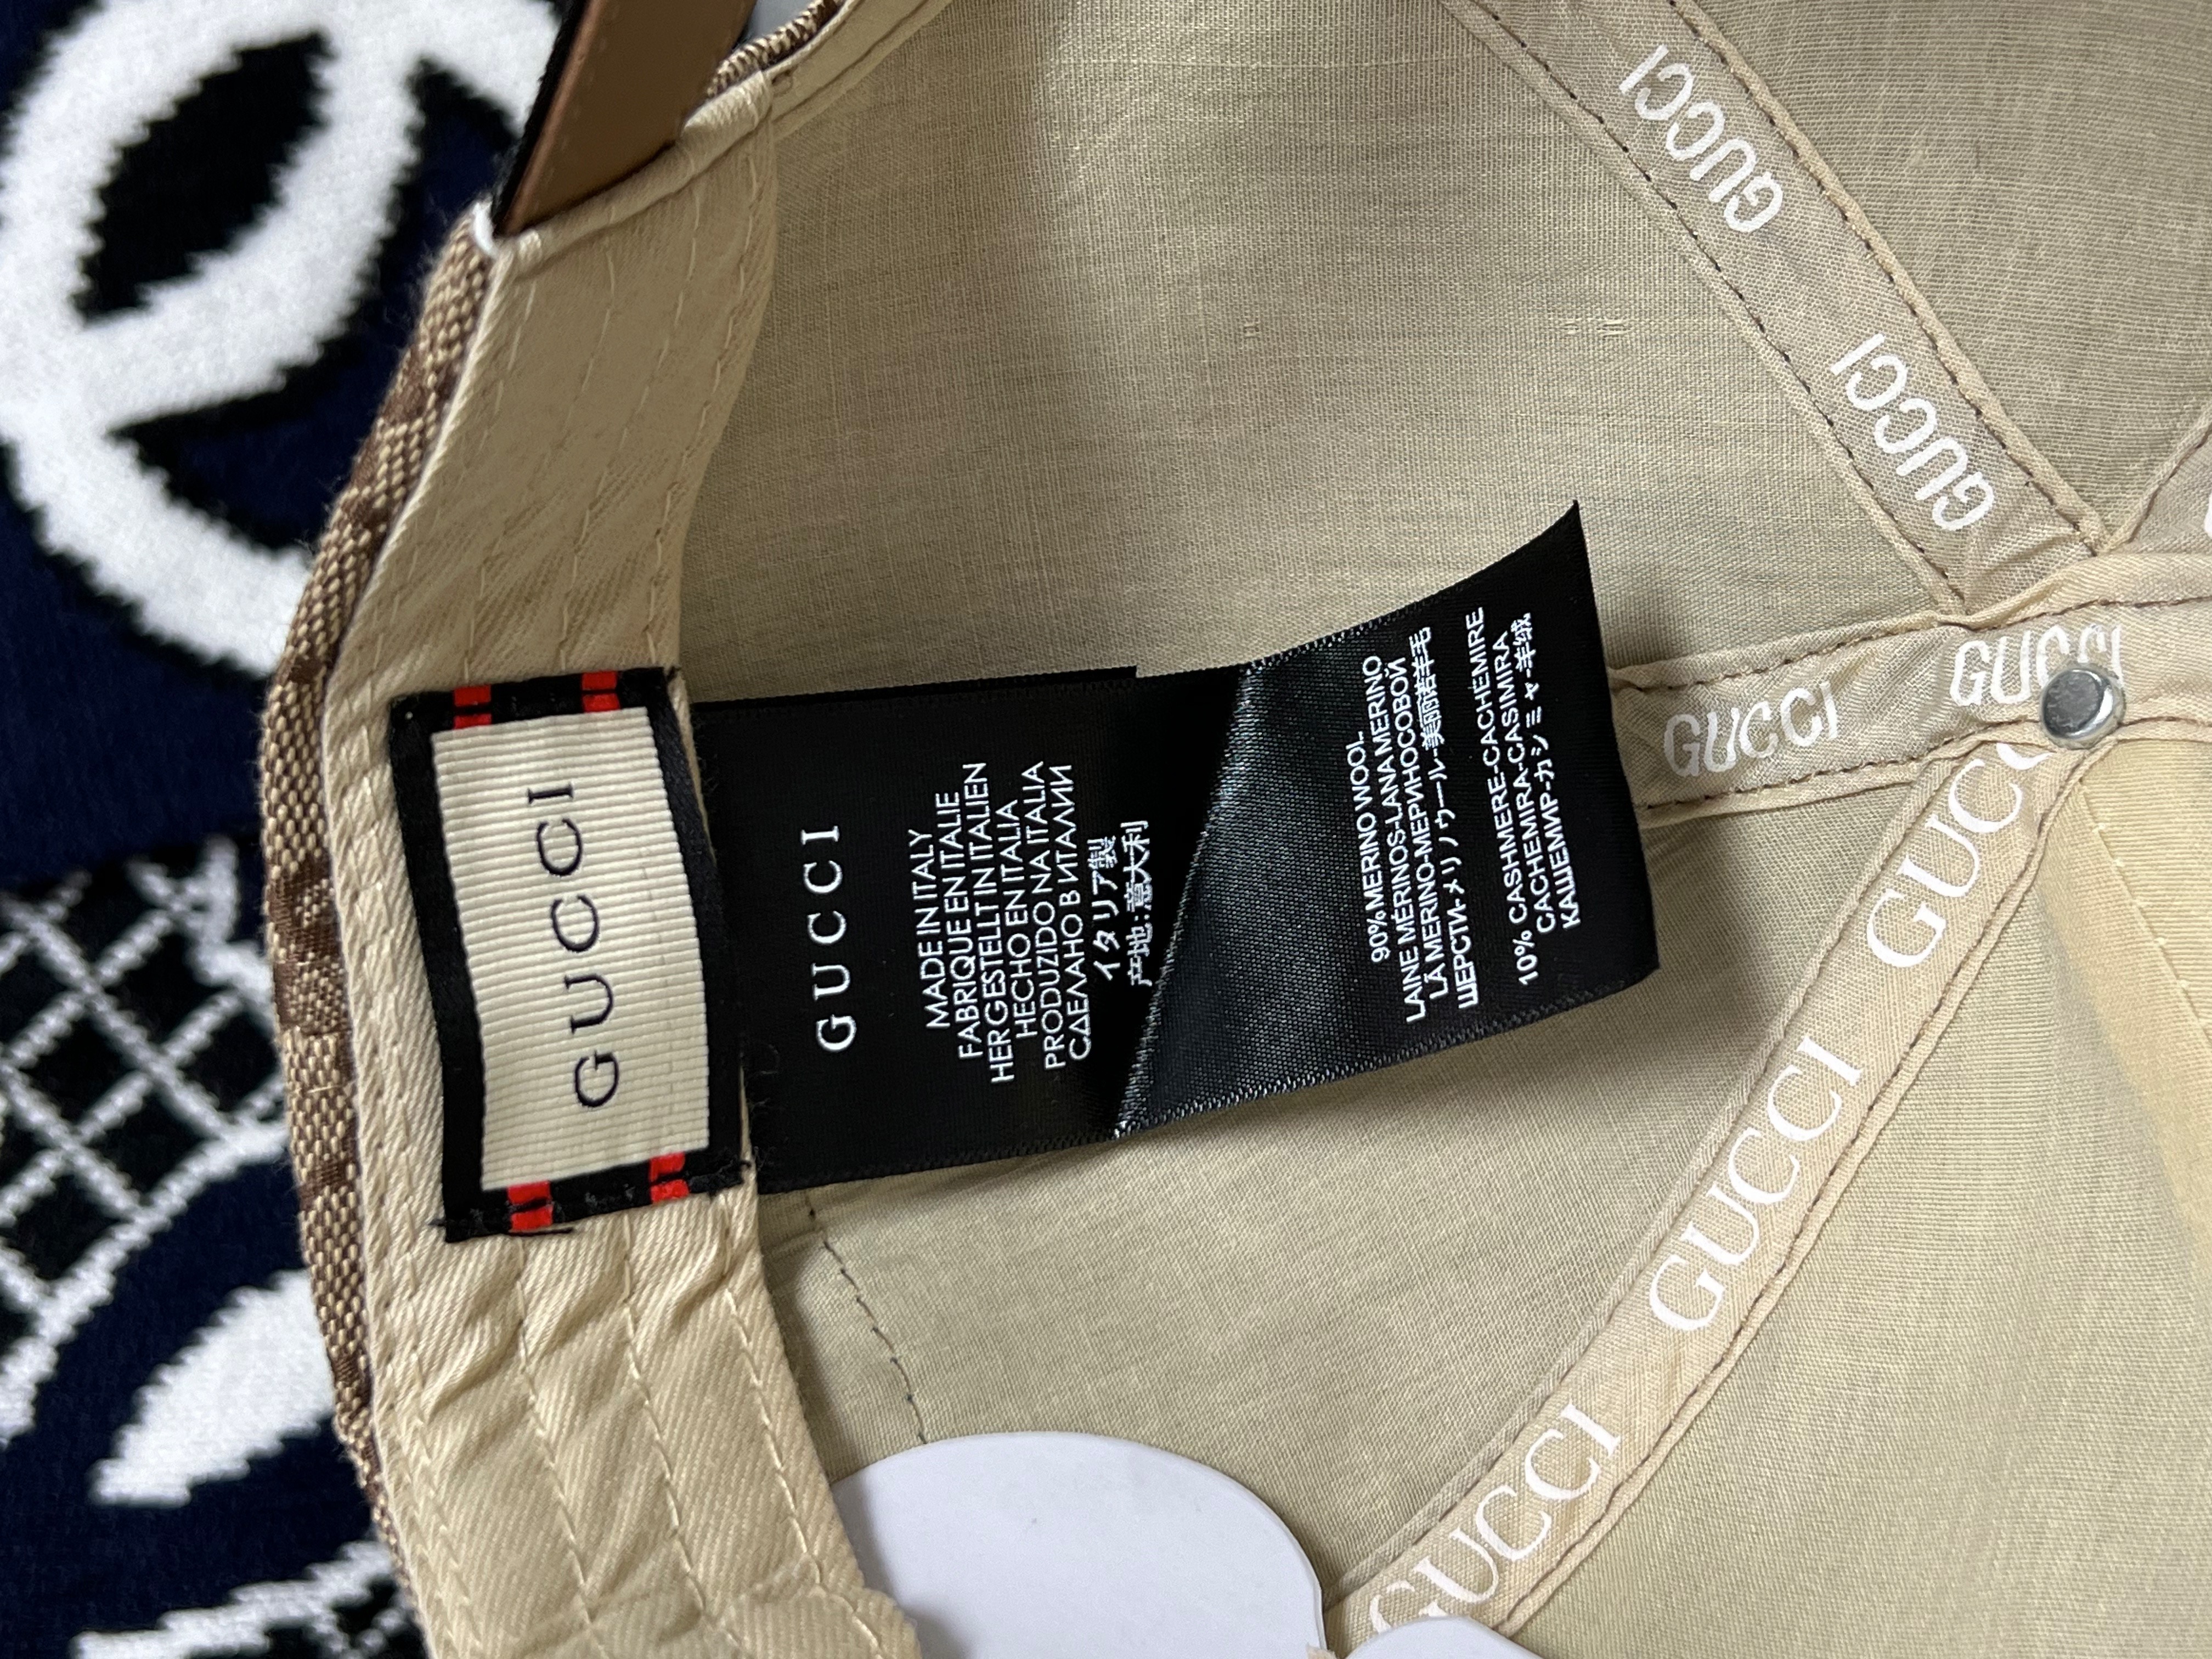 GUCCI
GUCCI
MADE IN ITALY
FABRIQUE EN ITALIE
HERGESTELLT IN ITALIEN
HECHO EN ITALIA
PRODUZIDO NA ITALIA
СДЕЛАНО В ИТАЛИИ
イタリア製
产地:意大利
90%MERINO WOOL
LAINE MÉRINOS-LANA MERINO
LÃ MERINO-МЕРИНОСОВОЙ
ШЕРСТИ-メリノウール-美丽诺羊毛
10% CASHMERE-CACHEMIRE
CACHEMIRA-CASIMIRA
КАШЕМИР-カシミヤ-羊绒
GUCCI
GUCCI
GUCCI
GUCCI
GUCCI
GUCCI
GUCCI